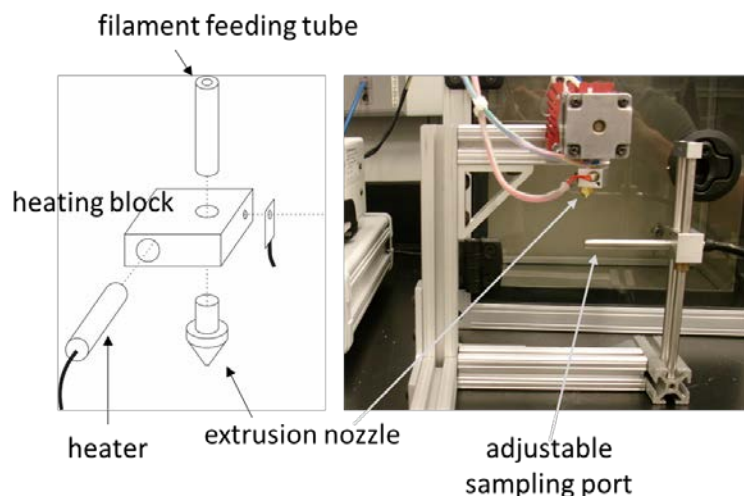 filament feeding tube
heating block
heater
extrusion nozzle
adjustable
sampling port